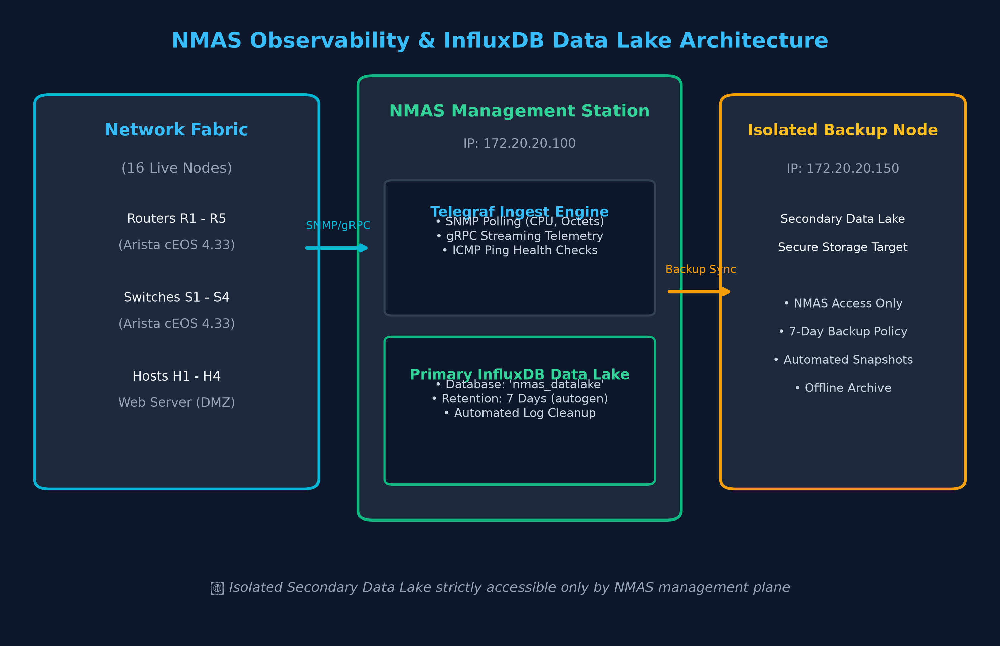 NMAS Observability & InfluxDB Data Lake Architecture
Network Fabric
(16 Live Nodes)
Routers R1 - R5
(Arista cEOS 4.33)
Switches S1 - S4
(Arista cEOS 4.33)
Hosts H1 - H4
Web Server (DMZ)
SNMP/gRPC
NMAS Management Station
IP: 172.20.20.100
Telegraf Ingest Engine
• SNMP Polling (CPU, Octets)
• gRPC Streaming Telemetry
• ICMP Ping Health Checks
Primary InfluxDB Data Lake
• Database: 'nmas_datalake'
• Retention: 7 Days (autogen)
• Automated Log Cleanup
Backup Sync
Isolated Backup Node
IP: 172.20.20.150
Secondary Data Lake
Secure Storage Target
• NMAS Access Only
• 7-Day Backup Policy
• Automated Snapshots
• Offline Archive
Isolated Secondary Data Lake strictly accessible only by NMAS management plane